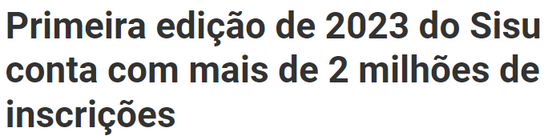 Primeira edição de 2023 do Sisu
conta com mais de 2 milhões de
inscrições